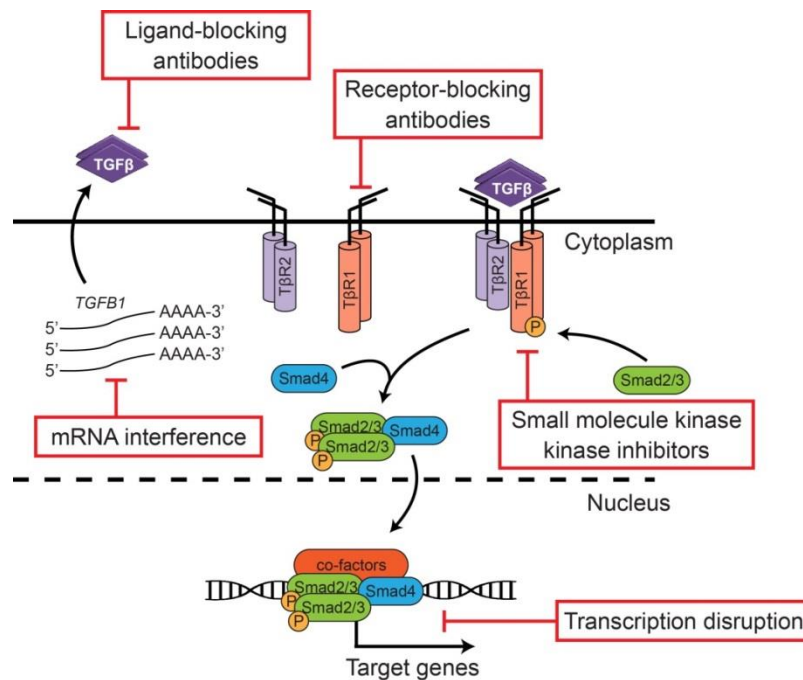 Ligand-blocking
antibodies
Receptor-blocking
antibodies
TGFβ
TGFβ
Cytoplasm
TβR2
TβR1
TβR2
TβR1
P
TGFB1
5’ AAAA-3’
5’ AAAA-3’
5’ AAAA-3’
Smad4
Smad2/3
mRNA interference
Smad2/3
Smad4
P
Smad2/3
P
Small molecule kinase
kinase inhibitors
Nucleus
co-factors
Smad2/3
Smad4
P
Smad2/3
P
Transcription disruption
Target genes